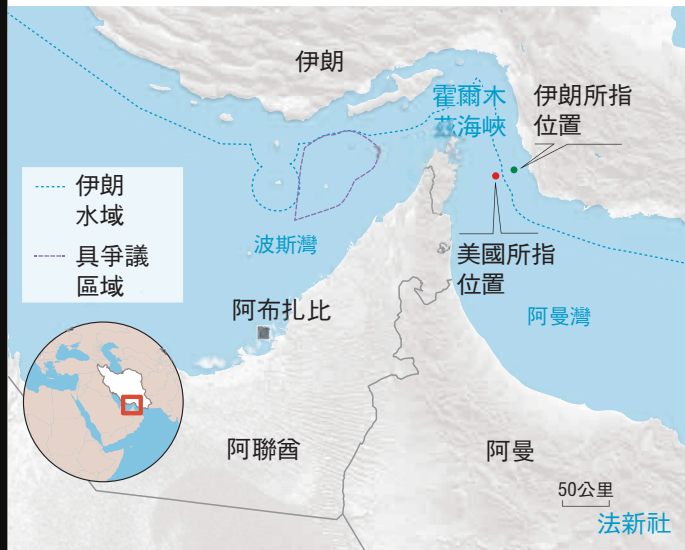 伊朗
霍爾木
茲海峽
伊朗所指
位置
伊朗
水域
具爭議
區域
波斯灣
美國所指
位置
阿布扎比
阿曼灣
阿聯酋
阿曼
50公里
法新社